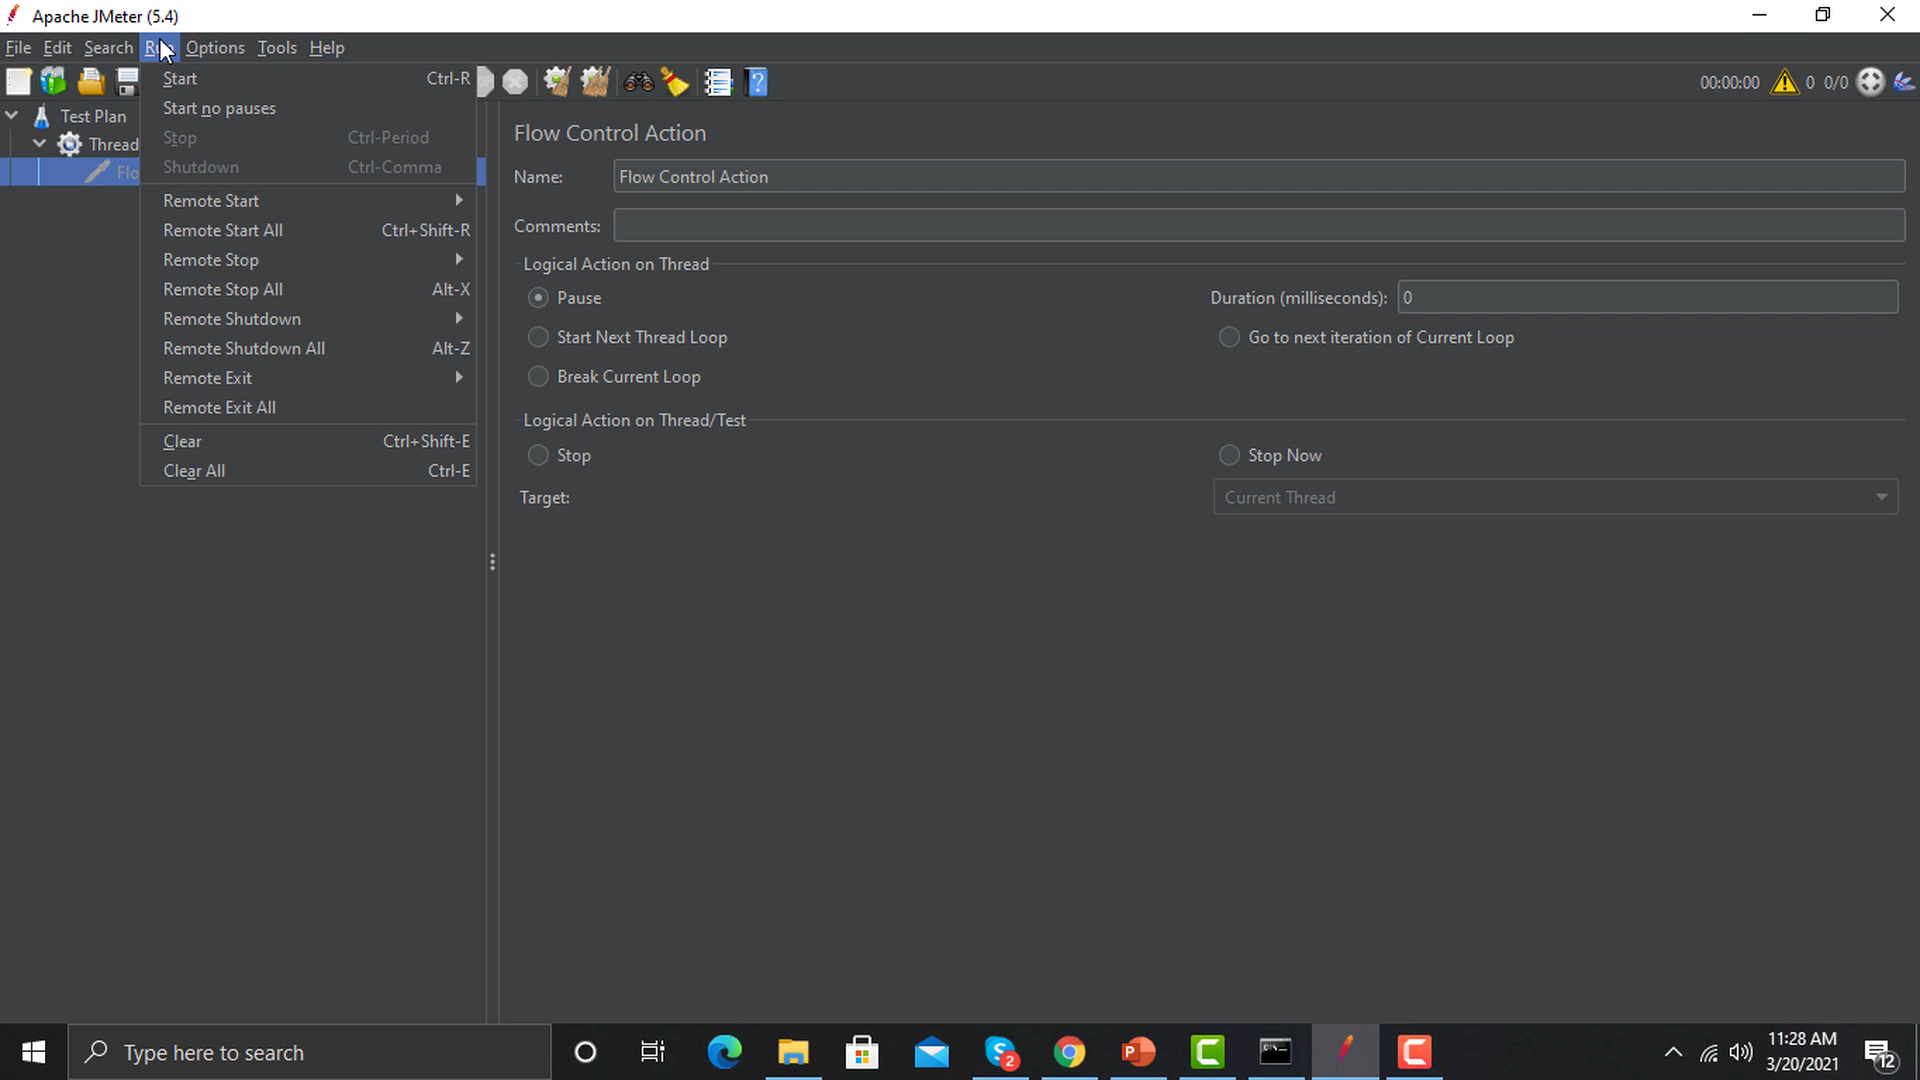 Apache JMeter (5.4)
File Edit Search Options Tools Help
Start Ctrl-R
Start no pauses
Stop Ctrl-Period
Shutdown Ctrl-Comma
Remote Start
Remote Start All Ctrl+Shift-R
Remote Stop
Remote Stop All Alt-X
Remote Shutdown
Remote Shutdown All Alt-Z
Remote Exit
Remote Exit All
Clear Ctrl+Shift-E
Clear All Ctrl-E
00:00:00 0 0/0
Test Plan
Thread
Flo
Flow Control Action
Name: Flow Control Action
Comments:
Logical Action on Thread
Pause Duration (milliseconds): 0
Start Next Thread Loop Go to next iteration of Current Loop
Break Current Loop
Logical Action on Thread/Test
Stop Stop Now
Target: Current Thread
Type here to search
2
11:28 AM
3/20/2021
12